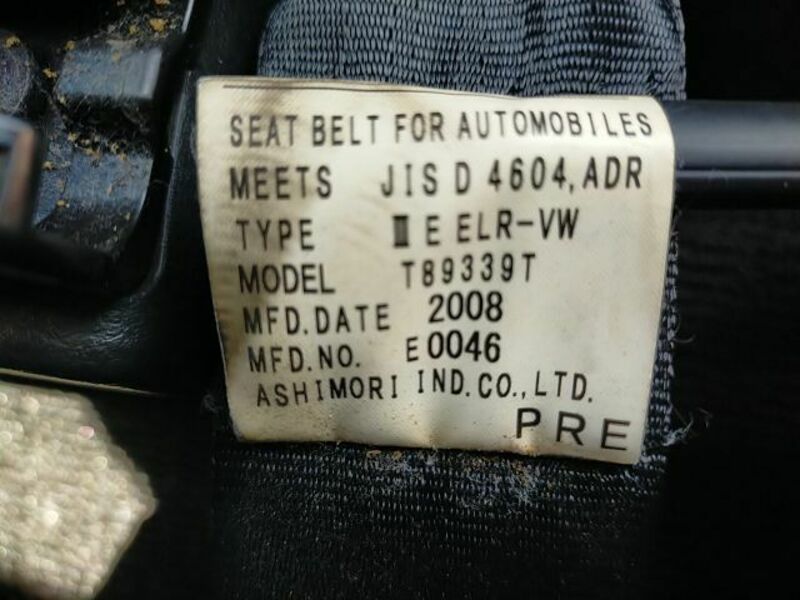 SEAT BELT FOR AUTOMOBILES
MEETS JIS D 4604, ADR
TYPE Ⅲ E ELR-VW
MODEL T89339T
MFD.DATE 2008
MFD.NO. E0046
ASHIMORI IND.CO.,LTD.
PRE